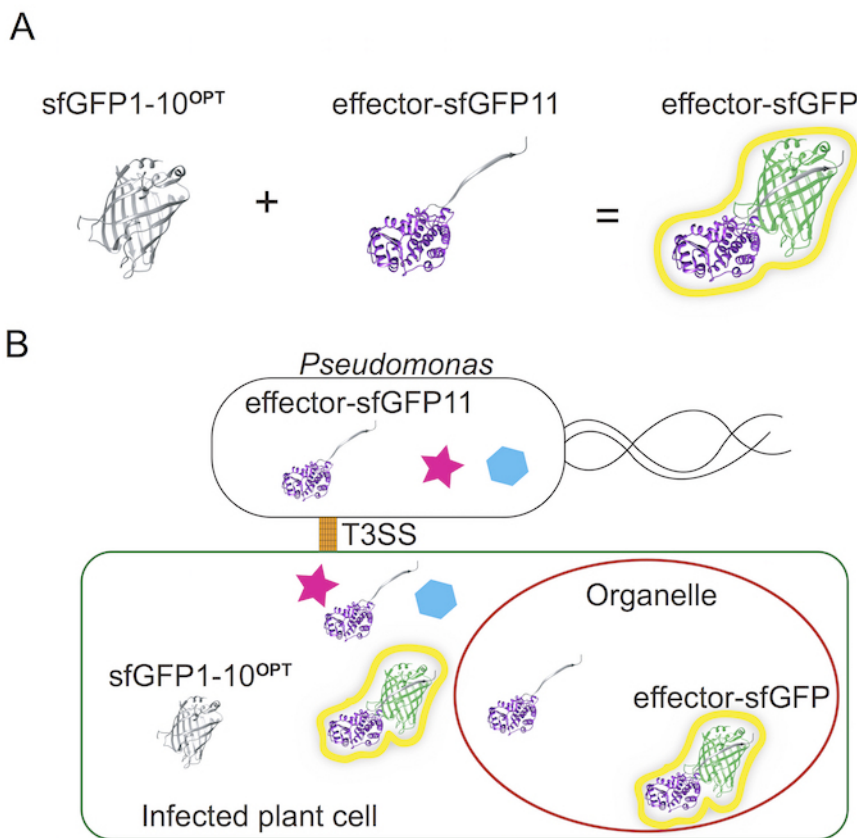 A
sfGFP1-10OPT
effector-sfGFP11
effector-sfGFP
+
=
B
Pseudomonas
effector-sfGFP11
T3SS
Organelle
sfGFP1-10OPT
effector-sfGFP
Infected plant cell